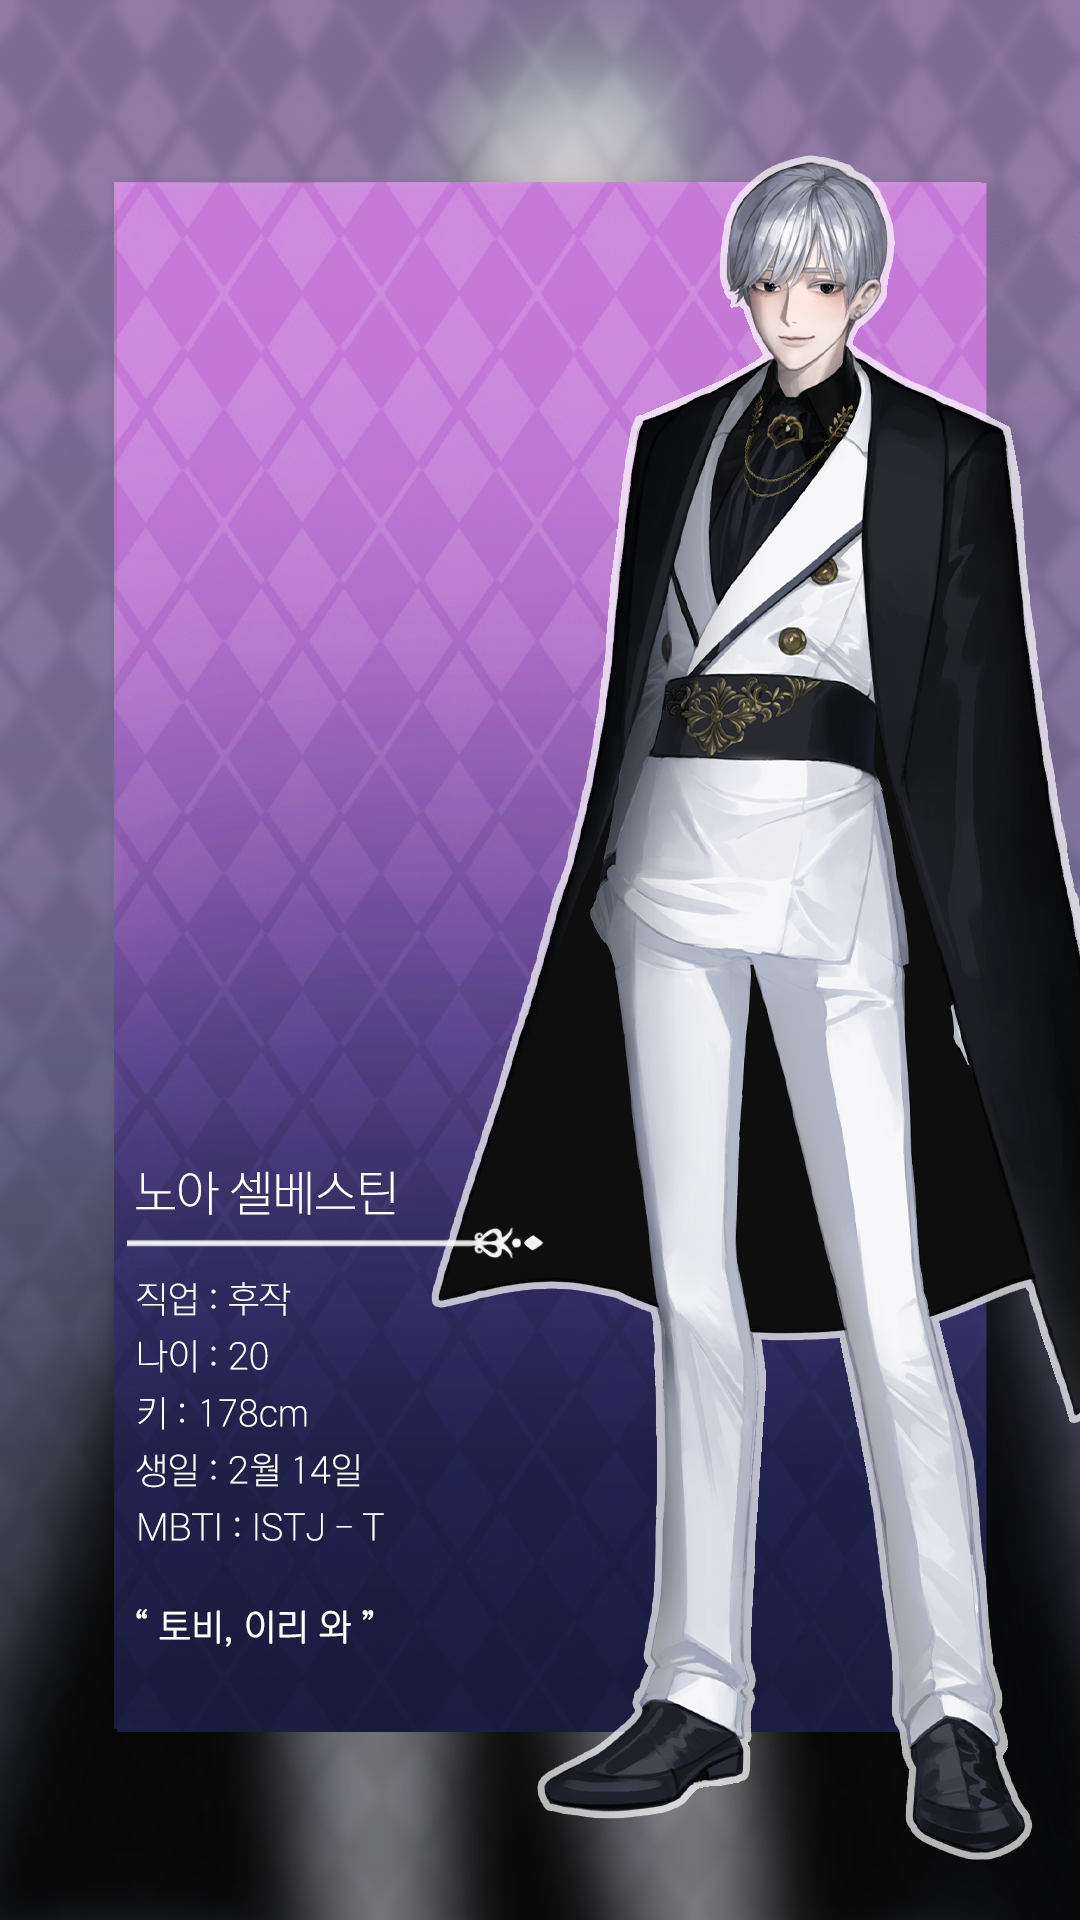 노아 셀베스틴
직업 : 후작
나이 : 20
키 : 178cm
생일 : 2월 14일
MBTI : ISTJ - T
“ 토비, 이리 와 ”